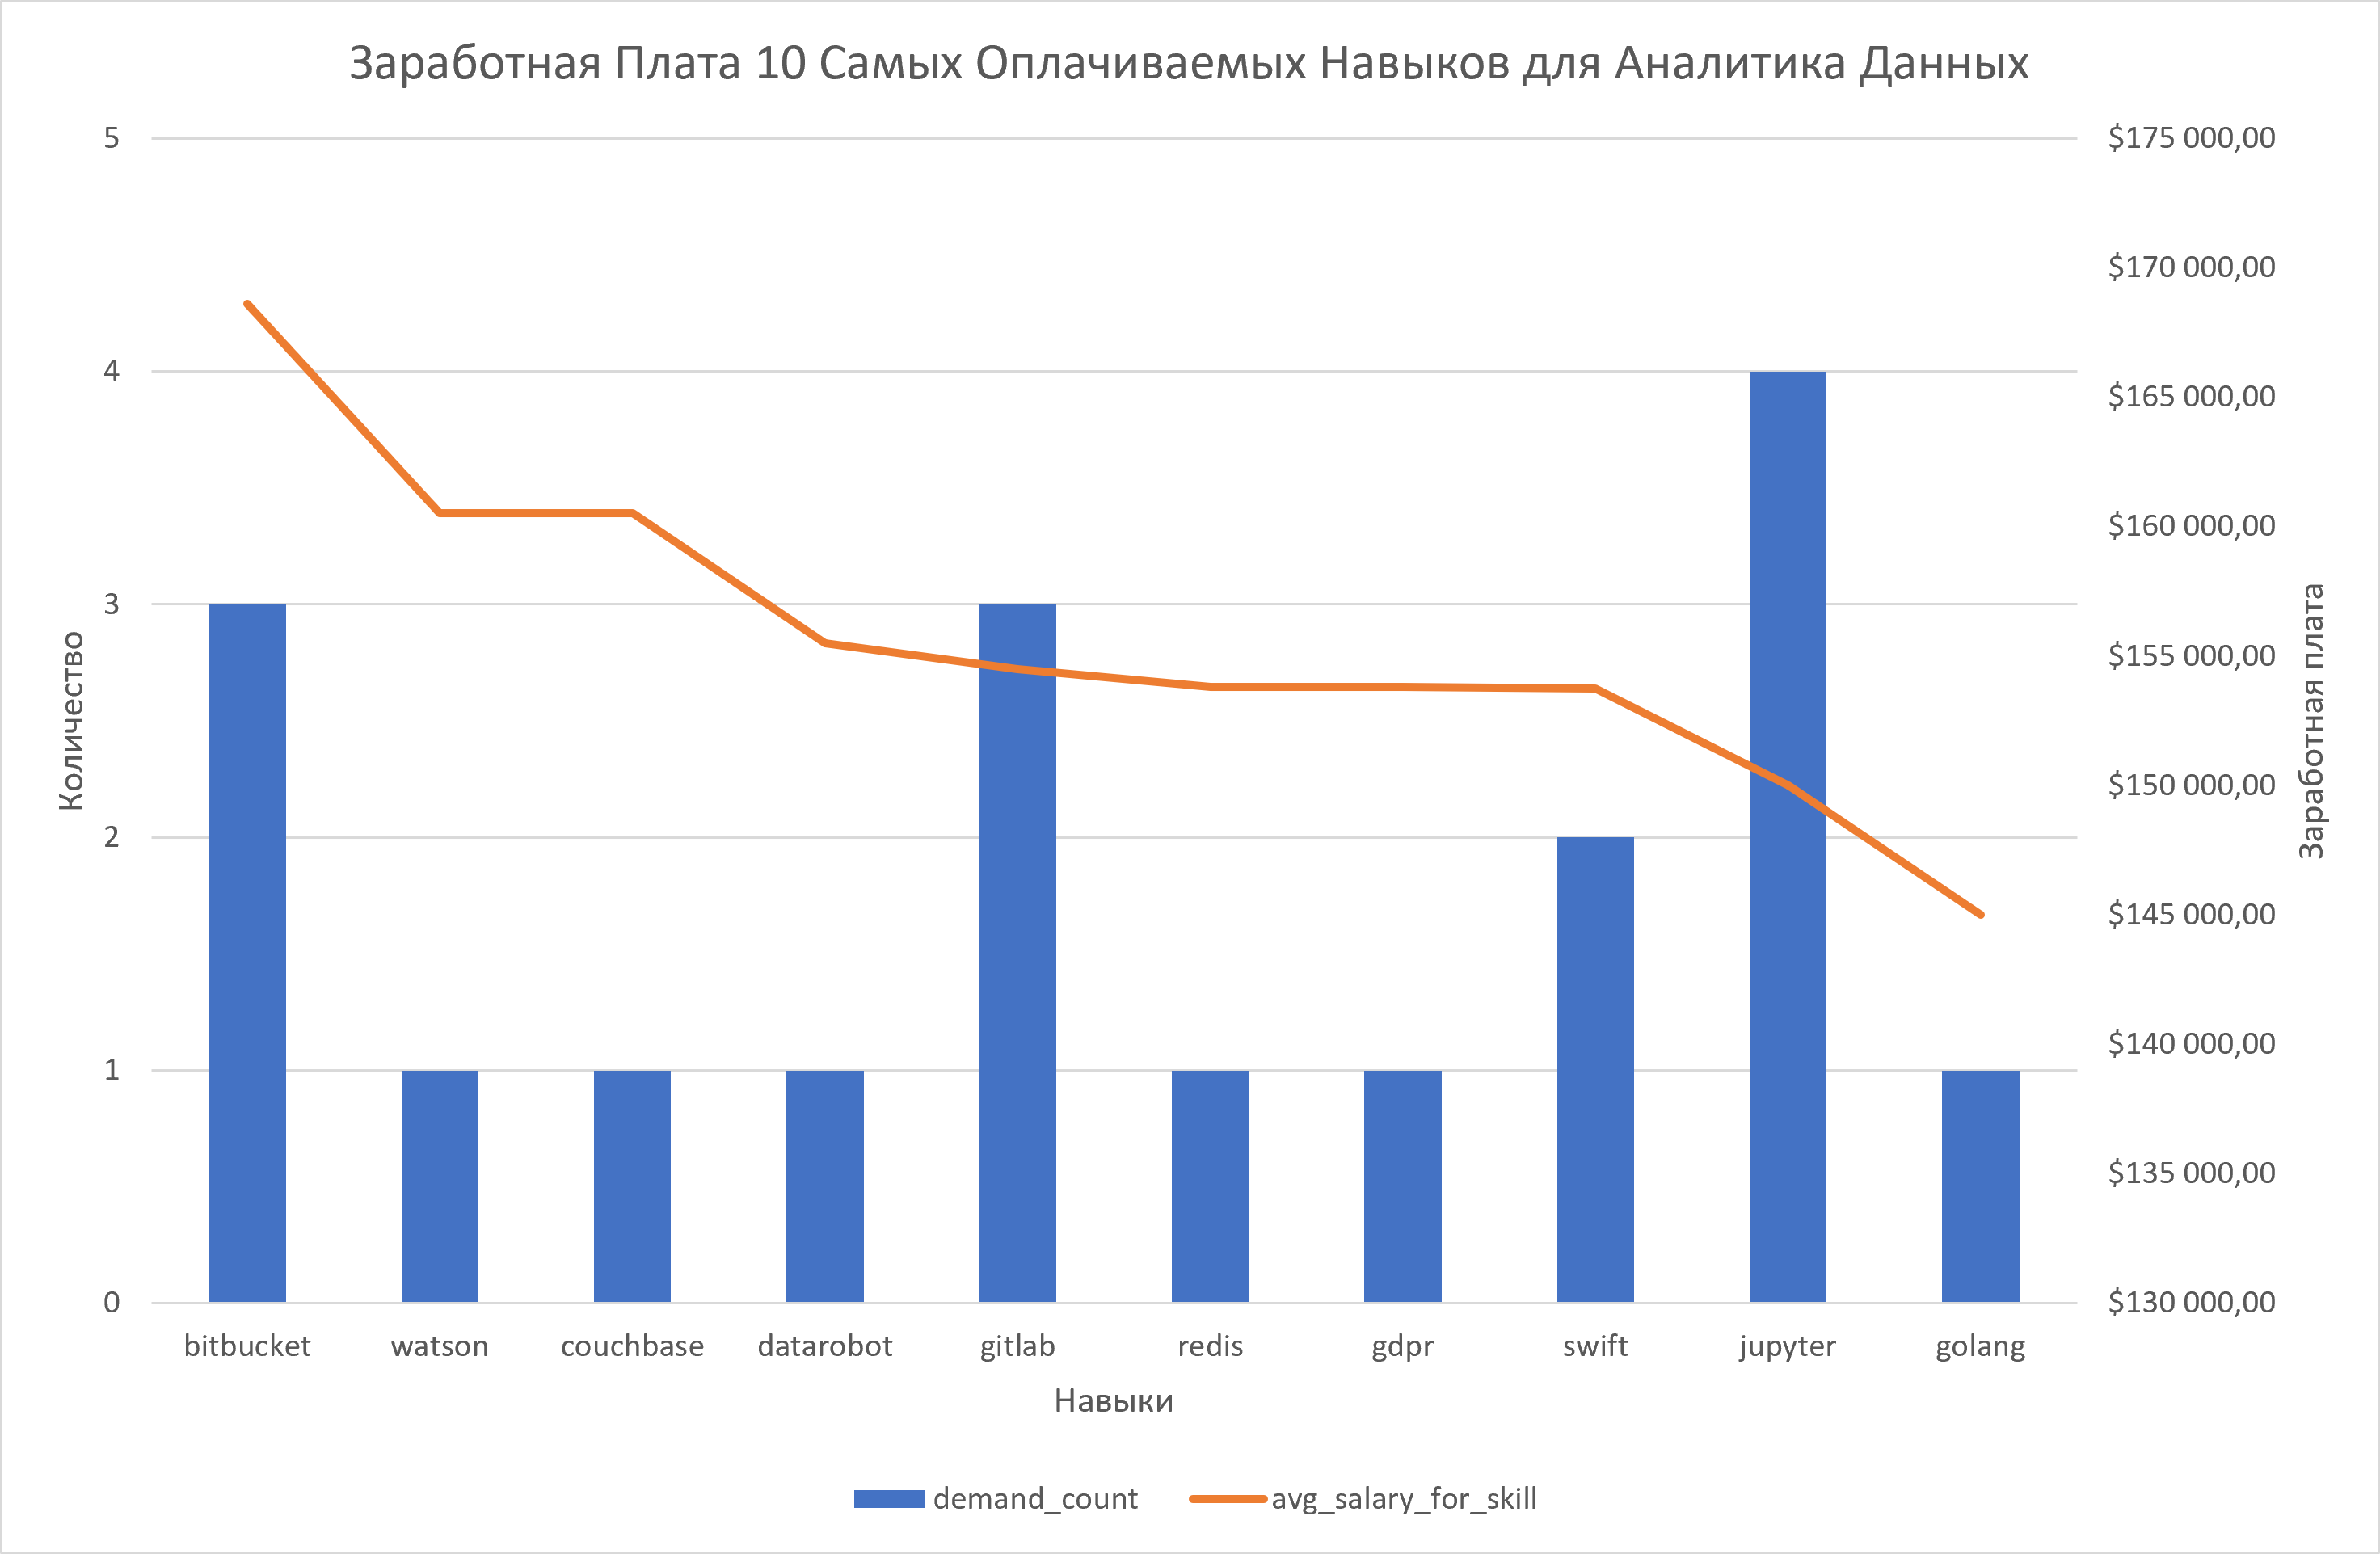 Заработная Плата 10 Самых Оплачиваемых Навыков для Аналитика Данных
5
4
3
2
1
0
Количество
$175 000,00
$170 000,00
$165 000,00
$160 000,00
$155 000,00
$150 000,00
$145 000,00
$140 000,00
$135 000,00
$130 000,00
Заработная плата
bitbucket watson couchbase datarobot gitlab redis gdpr swift jupyter golang
Навыки
demand_count avg_salary_for_skill